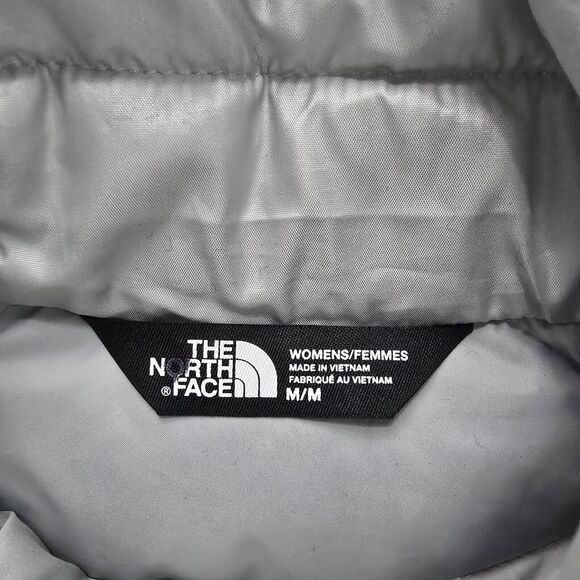 THE
NORTH
® FACE
WOMENS/FEMMES
MADE IN VIETNAM
FABRIQUÉ AU VIETNAM
M/M